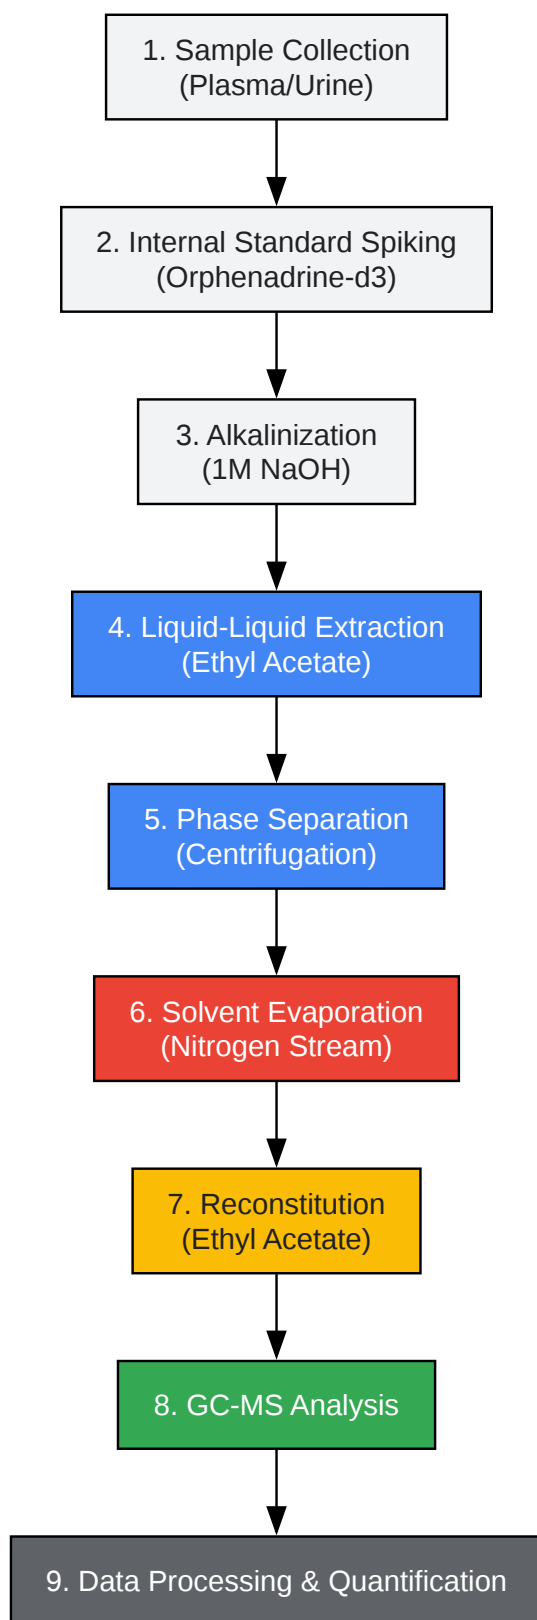 1. Sample Collection
(Plasma/Urine)
2. Internal Standard Spiking
(Orphenadrine-d3)
3. Alkalinization
(1M NaOH)
4. Liquid-Liquid Extraction
(Ethyl Acetate)
5. Phase Separation
(Centrifugation)
6. Solvent Evaporation
(Nitrogen Stream)
7. Reconstitution
(Ethyl Acetate)
8. GC-MS Analysis
9. Data Processing & Quantification